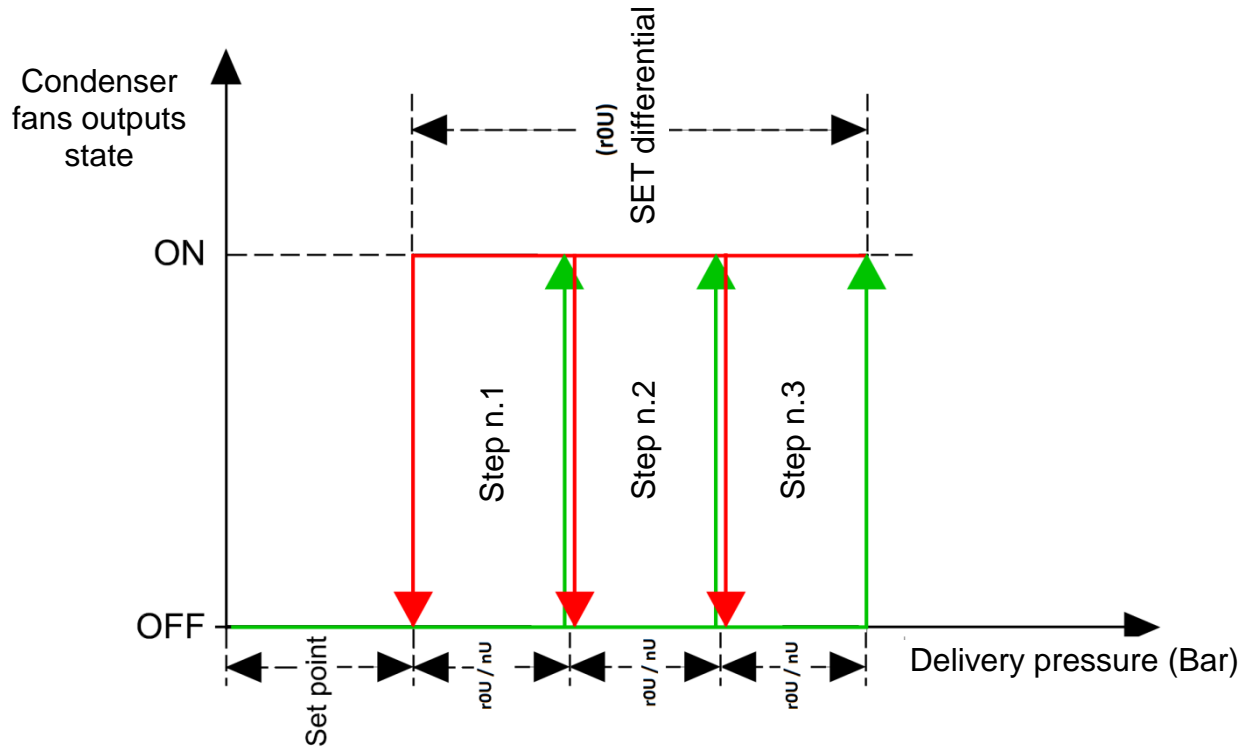 Condenser
fans outputs
state
(r0U)
SET differential
ON
Step n.1
Step n.2
Step n.3
OFF
Set point
r0U / nU
r0U / nU
r0U / nU
Delivery pressure (Bar)